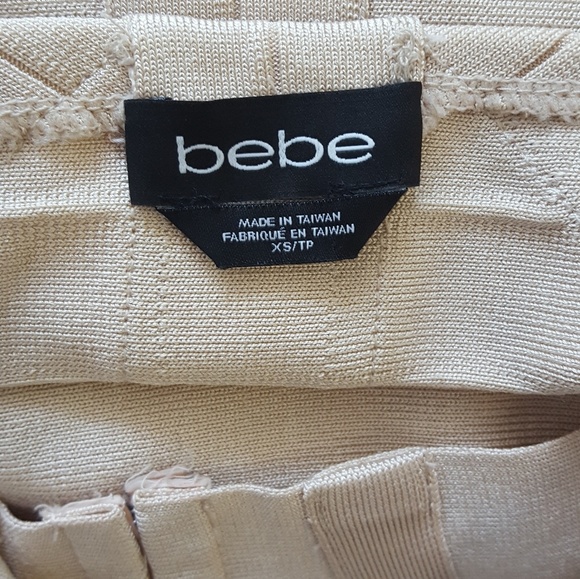 bebe
MADE IN TAIWAN
FABRIQUÉ EN TAIWAN
XS/TP